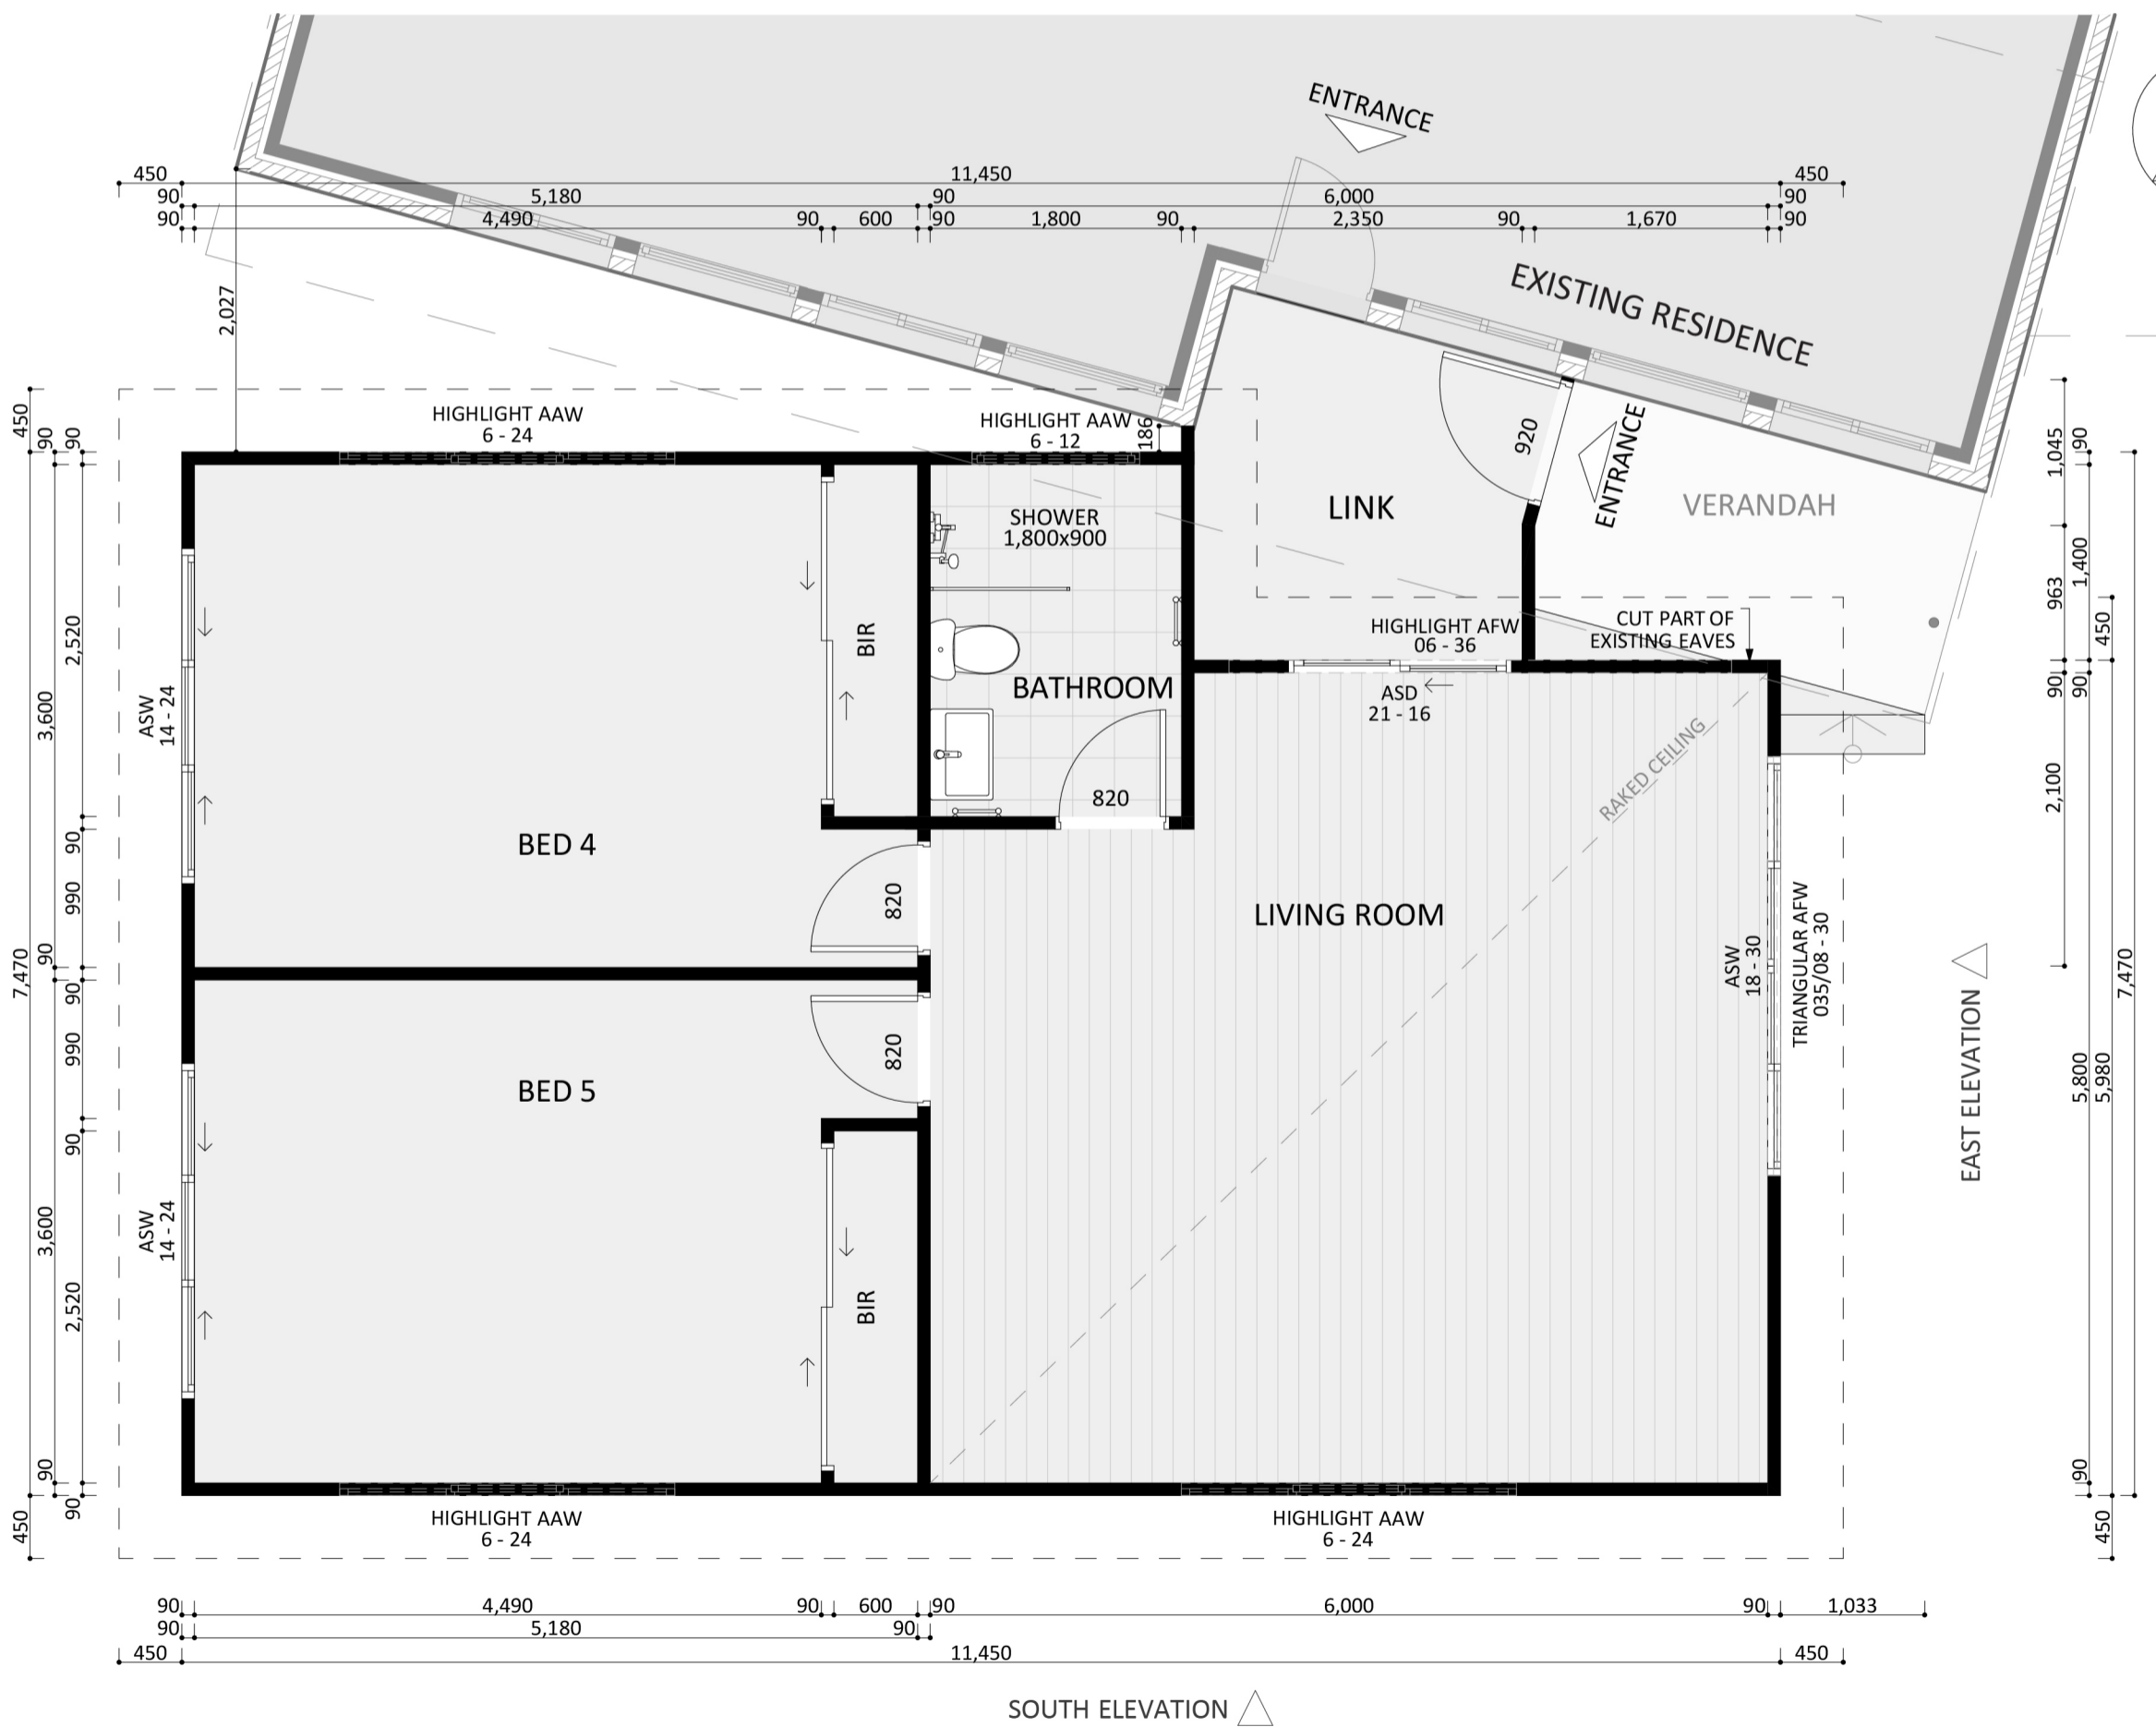 ENTRANCE
450 11,450 450
90 5,180 90 6,000 90
90 4,490 90 600 90 1,800 90 2,350 90 1,670 90
EXISTING RESIDENCE
2,027
HIGHLIGHT AAW
6 - 24
HIGHLIGHT AAW
6 - 12
186
920
ENTRANCE
LINK
VERANDAH
SHOWER
1,800x900
BIR
BATHROOM
HIGHLIGHT AFW
06 - 36
CUT PART OF
EXISTING EAVES
ASD
21 - 16
RAKED CEILING
ASW
14 - 24
820
BED 4
820
LIVING ROOM
ASW
18 - 30
TRIANGULAR AFW
035/08 - 30
BED 5
820
ASW
14 - 24
BIR
HIGHLIGHT AAW
6 - 24
HIGHLIGHT AAW
6 - 24
450
7,470
450
90
3,600
90
3,600
90
90
2,520
90
990
90
990
90
2,520
90
1,045
963
90
2,100
90
1,400
90
5,800
90
450
5,980
450
7,470
EAST ELEVATION
90 4,490 90 600 90 6,000 90 1,033
90 5,180 90
450 11,450 450
SOUTH ELEVATION